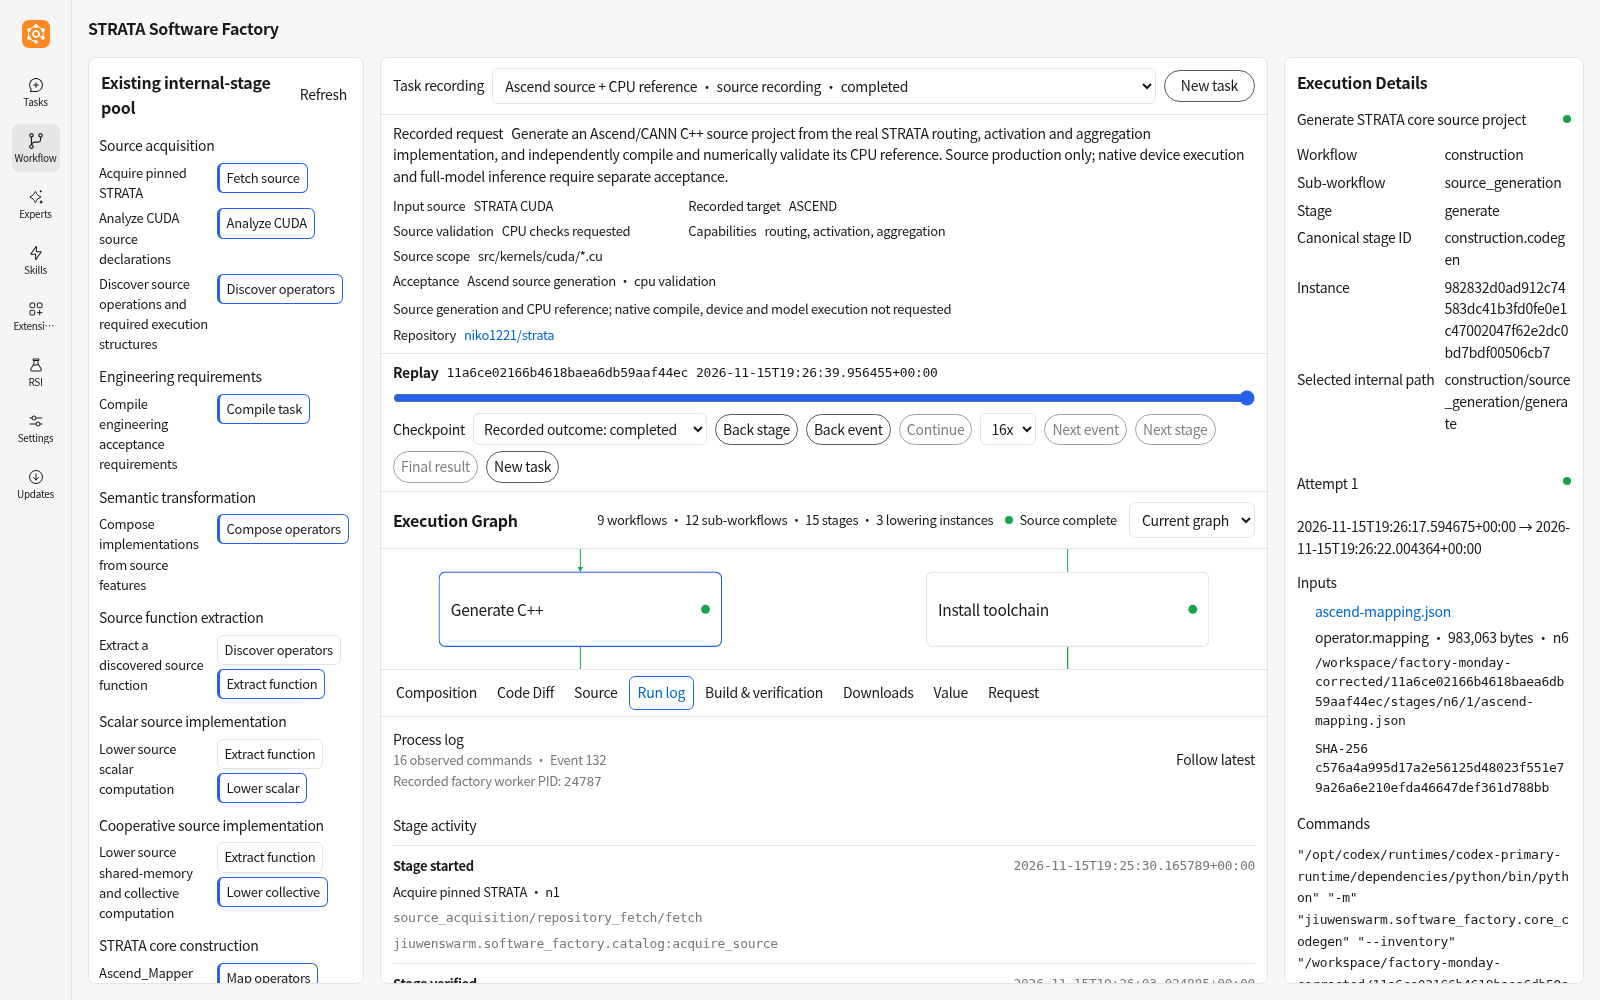 STRATA Software Factory
Tasks
Workflow
Experts
Skills
Extensi···
RSI
Settings
Updates
Existing internal-stage
pool
Refresh
Source acquisition
Acquire pinned
STRATA
Fetch source
Analyze CUDA
source
declarations
Analyze CUDA
Discover source
operations and
required execution
structures
Discover operators
Engineering requirements
Compile
engineering
acceptance
requirements
Compile task
Semantic transformation
Compose
implementations
from source
features
Compose operators
Source function extraction
Extract a
discovered source
function
Discover operators
Extract function
Scalar source implementation
Lower source
scalar
computation
Extract function
Lower scalar
Cooperative source implementation
Lower source
shared-memory
and collective
computation
Extract function
Lower collective
STRATA core construction
Ascend_Mapper
Map operators
Task recording
Ascend source + CPU reference • source recording • completed
New task
Recorded request Generate an Ascend/CANN C++ source project from the real STRATA routing, activation and aggregation
implementation, and independently compile and numerically validate its CPU reference. Source production only; native device execution
and full-model inference require separate acceptance.
Input source STRATA CUDA
Recorded target ASCEND
Source validation CPU checks requested
Capabilities routing, activation, aggregation
Source scope src/kernels/cuda/*.cu
Acceptance Ascend source generation • cpu validation
Source generation and CPU reference; native compile, device and model execution not requested
Repository niko1221/strata
Replay 11a6ce02166b4618baea6db59aaf44ec 2026-11-15T19:26:39.956455+00:00
Checkpoint
Recorded outcome: completed
Back stage
Back event
Continue
16x
Next event
Next stage
Final result
New task
Execution Graph
9 workflows • 12 sub-workflows • 15 stages • 3 lowering instances
Source complete
Current graph
Generate C++
Install toolchain
Composition
Code Diff
Source
Run log
Build & verification
Downloads
Value
Request
Process log
16 observed commands • Event 132
Recorded factory worker PID: 24787
Follow latest
Stage activity
Stage started
2026-11-15T19:25:30.165789+00:00
Acquire pinned STRATA • n1
source_acquisition/repository_fetch/fetch
jiuwenswarm.software_factory.catalog:acquire_source
Stage verified
2026-11-15T19:26:03.024885+00:00
Execution Details
Generate STRATA core source project
Workflow
construction
Sub-workflow
source_generation
Stage
generate
Canonical stage ID
construction.codeg
en
Instance
982832d0ad912c74
583dc41b3fd0fe0e1
c47002047f62e2dc0
bd7bdf00506cb7
Selected internal path
construction/source
_generation/genera
te
Attempt 1
2026-11-15T19:26:17.594675+00:00 → 2026-
11-15T19:26:22.004364+00:00
Inputs
ascend-mapping.json
operator.mapping • 983,063 bytes • n6
/workspace/factory-monday-
corrected/11a6ce02166b4618baea6db
59aaf44ec/stages/n6/1/ascend-
mapping.json
SHA-256
c576a4a995d17a2e56125d48023f551e7
9a26a6e210efda46647def361d788bb
Commands
"/opt/codex/runtimes/codex-primary-
runtime/dependencies/python/bin/pyth
on" "-m"
"jiuwenswarm.software_factory.core_c
odegen" "--inventory"
"/workspace/factory-monday-
corrected/11a6ce02166b4618baea6db59a